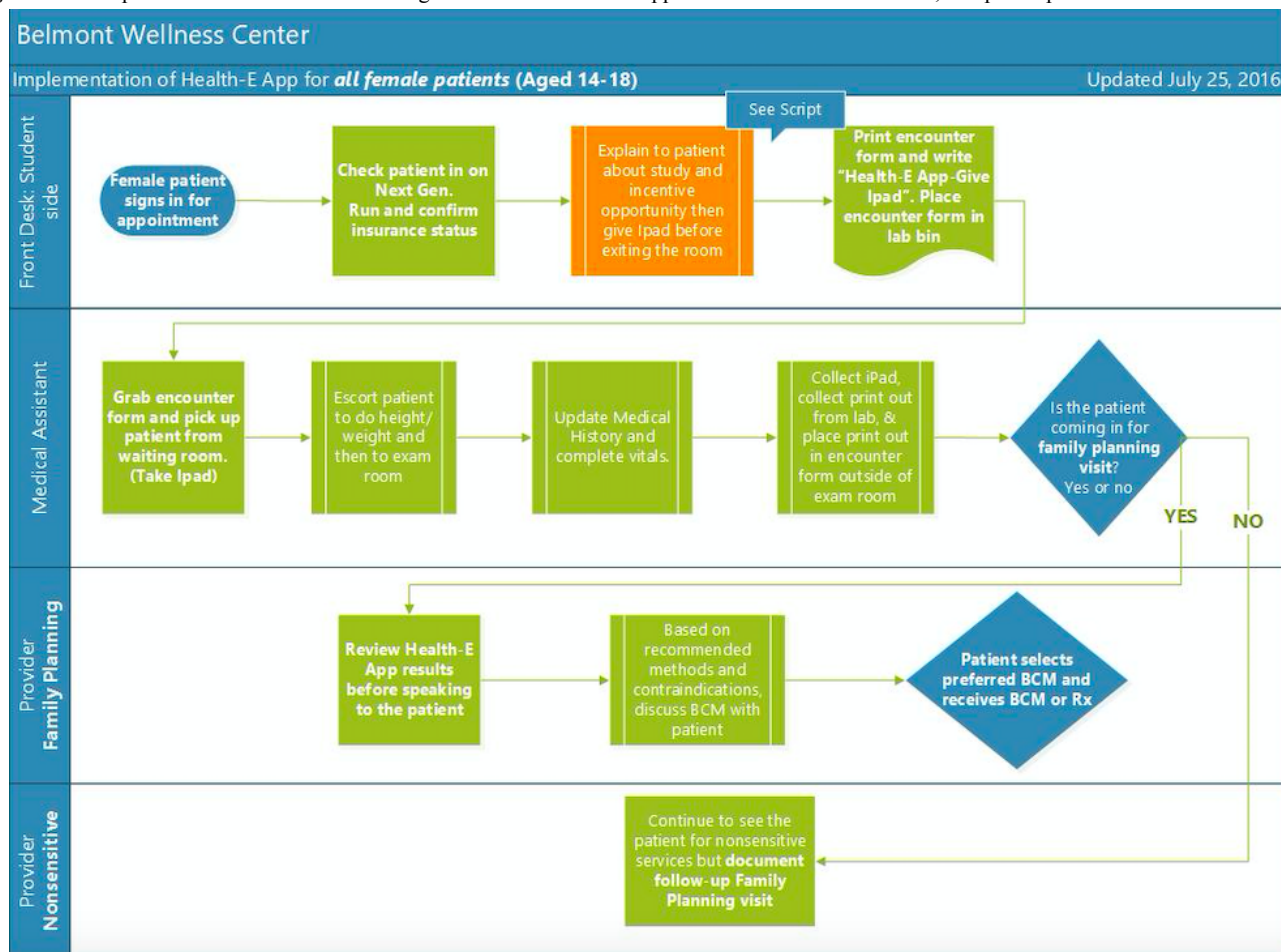 Belmont Wellness Center
Implementation of Health-E App for all female patients (Aged 14-18)
Updated July 25, 2016
Front Desk: Student
side
Female patient
signs in for
appointment
Check patient in on
Next Gen.
Run and confirm
insurance status
Explain to patient
about study and
incentive
opportunity then
give Ipad before
exiting the room
See Script
Print encounter
form and write
“Health-E App-Give
Ipad”. Place
encounter form in
lab bin
Medical Assistant
Grab encounter
form and pick up
patient from
waiting room.
(Take Ipad)
Escort patient
to do height/
weight and
then to exam
room
Update Medical
History and
complete vitals.
Collect iPad,
collect print out
from lab, &
place print out
in encounter
form outside of
exam room
Is the patient
coming in for
family planning
visit?
Yes or no
YES
NO
Provider
Family Planning
Review Health-E
App results
before speaking
to the patient
Based on
recommended
methods and
contraindications,
discuss BCM with
patient
Patient selects
preferred BCM and
receives BCM or Rx
Provider
Nonsensitive
Continue to see the
patient for nonsensitive
services but document
follow-up Family
Planning visit